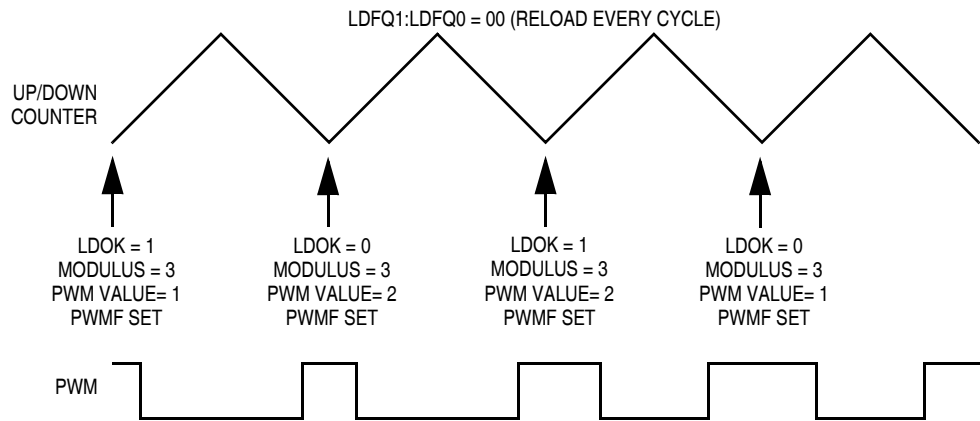 LDFQ1:LDFQ0 = 00 (RELOAD EVERY CYCLE)
UP/DOWN
COUNTER
LDOK = 1
MODULUS = 3
PWM VALUE= 1
PWMF SET
LDOK = 0
MODULUS = 3
PWM VALUE= 2
PWMF SET
LDOK = 1
MODULUS = 3
PWM VALUE= 2
PWMF SET
LDOK = 0
MODULUS = 3
PWM VALUE= 1
PWMF SET
PWM